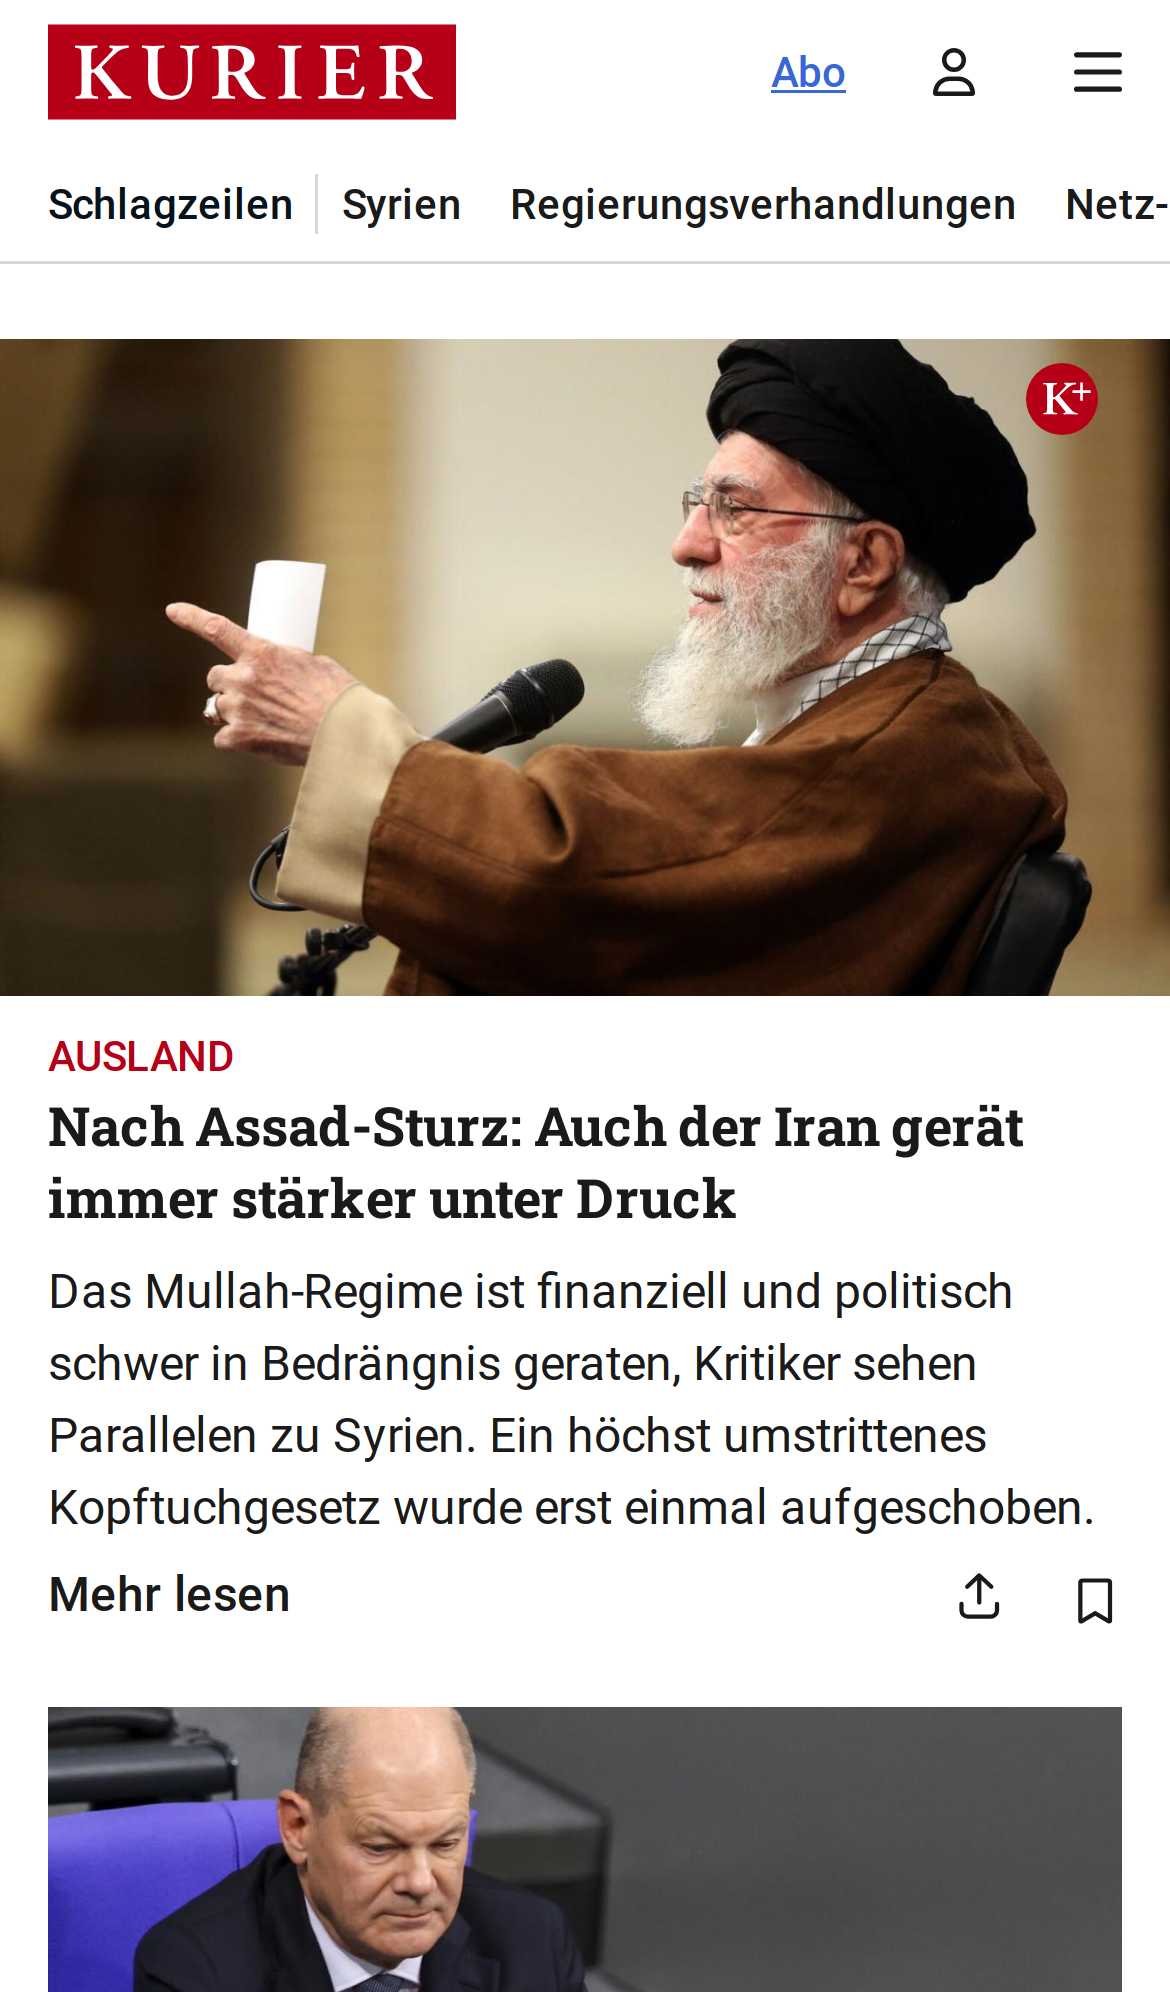 KURIER
Abo
Schlagzeilen
Syrien
Regierungsverhandlungen
Netz-
K+
AUSLAND
Nach Assad-Sturz: Auch der Iran gerät
immer stärker unter Druck
Das Mullah-Regime ist finanziell und politisch
schwer in Bedrängnis geraten, Kritiker sehen
Parallelen zu Syrien. Ein höchst umstrittenes
Kopftuchgesetz wurde erst einmal aufgeschoben.
Mehr lesen